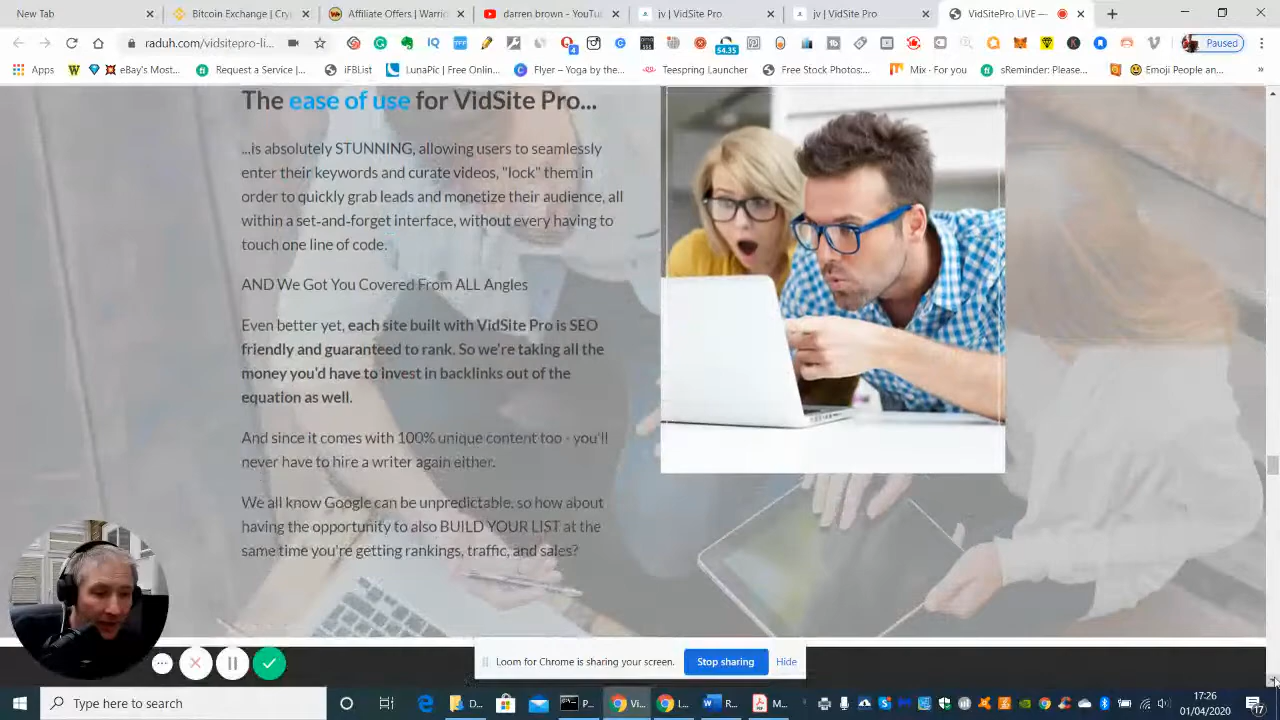 New Tab
Bitcoin Exchange | Cry
Affiliate Offers | Warrio
darren brown - YouTu
jv | VidSite Pro
jv | VidSite Pro
VidSitePro LIVE —
raduh.com/vidsitepro-li...
4
$4.35
Paused
Apps
eBay's Most...
Request a Service |...
iFBList
LunaPic | Free Onlin...
Flyer – Yoga by the...
Teespring Launcher
Free Stock Photos:...
Mix · For you
sReminder: Please...
Emoji People an...
The ease of use for VidSite Pro...
...is absolutely STUNNING, allowing users to seamlessly
enter their keywords and curate videos, "lock" them in
order to quickly grab leads and monetize their audience, all
within a set-and-forget interface, without every having to
touch one line of code.
AND We Got You Covered From ALL Angles
Even better yet, each site built with VidSite Pro is SEO
friendly and guaranteed to rank. So we're taking all the
money you'd have to invest in backlinks out of the
equation as well.
And since it comes with 100% unique content too - you'll
never have to hire a writer again either.
We all know Google can be unpredictable, so how about
having the opportunity to also BUILD YOUR LIST at the
same time you're getting rankings, traffic, and sales?
Loom for Chrome is sharing your screen.
Stop sharing
Hide
Type here to search
D...
P...
Vi...
L...
R...
M...
17:26
01/04/2020
17